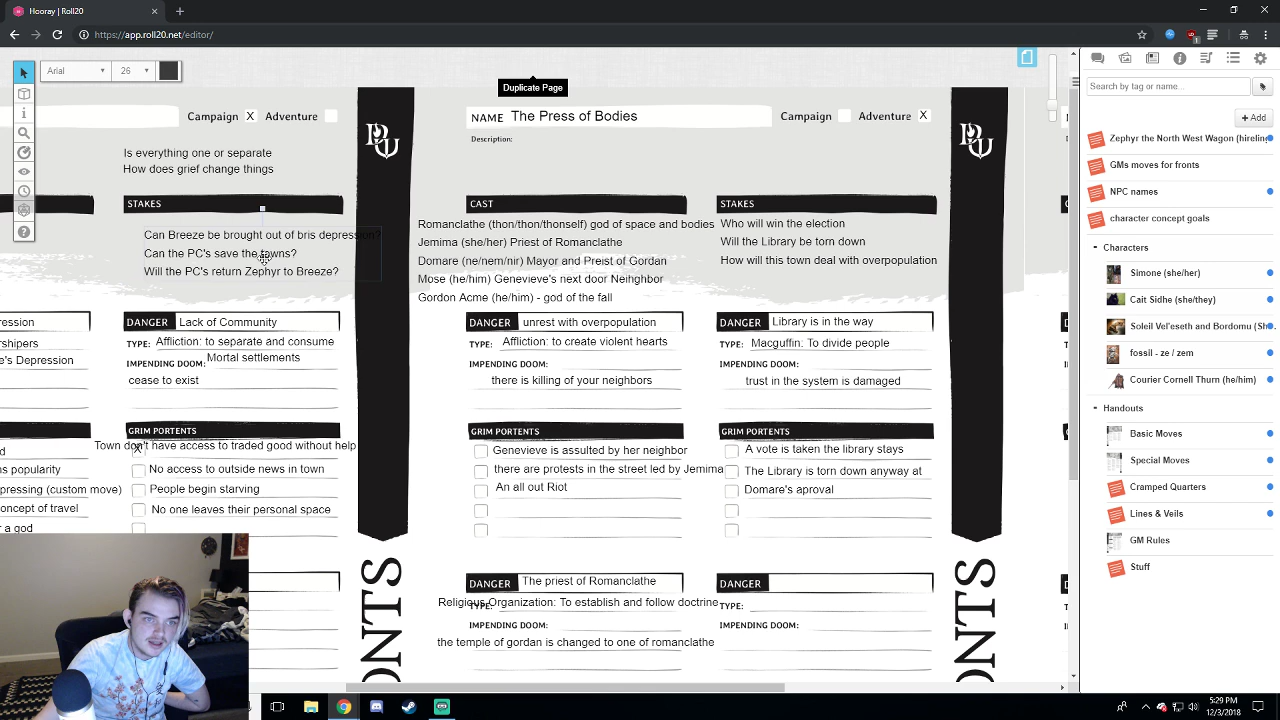 Hooray | Roll20
https://app.roll20.net/editor/
Arial
26
Duplicate Page
Search by tag or name...
+ Add
Campaign X Adventure
Is everything one or separate
How does grief change things
STAKES
Can Breeze be brought out of bris depression?
Can the PC's save the towns?
Will the PC's return Zephyr to Breeze?
ression
rshipers
e's Depression
DANGER Lack of Community
TYPE: Affliction: to separate and consume
IMPENDING DOOM: Mortal settlements
cease to exist
GRIM PORTENTS
Town don't have access to traded good without help
X
No access to outside news in town
People begin starving
No one leaves their personal space
s popularity
pressing (custom move)
oncept of travel
r a god
DU
ONTS
NAME The Press of Bodies
Campaign Adventure X
Description:
CAST
Romanclathe (thon/thon/thonself) god of space and bodies
Jemima (she/her) Priest of Romanclathe
Domare (ne/nem/nir) Mayor and Preist of Gordan
Mose (he/him) Genevieve's next door Neihghbor
Gordon Acme (he/him) - god of the fall
STAKES
Who will win the election
Will the Library be torn down
How will this town deal with overpopulation
DANGER unrest with overpopulation
TYPE: Affliction: to create violent hearts
IMPENDING DOOM:
there is killing of your neighbors
GRIM PORTENTS
Genevieve is assulted by her neighbor
there are protests in the street led by Jemima
An all out Riot
DANGER Library is in the way
TYPE: Macguffin: To divide people
IMPENDING DOOM:
trust in the system is damaged
GRIM PORTENTS
A vote is taken the library stays
The Library is torn down anyway at
Domare's aproval
DANGER The priest of Romanclathe
TYPE: Religious Organization: To establish and follow doctrine
IMPENDING DOOM:
the temple of gordan is changed to one of romanclathe
DANGER
TYPE:
IMPENDING DOOM:
DU
ONTS
Zephyr the North West Wagon (hireling
GMs moves for fronts
NPC names
character concept goals
Characters
Simone (she/her)
Cait Sidhe (she/they)
Soleil Vel'eseth and Bordomu (Sh
fossil - ze / zem
Courier Cornell Thurn (he/him)
Handouts
Basic Moves
Special Moves
Cramped Quarters
Lines & Veils
GM Rules
Stuff
5:29 PM
12/3/2018